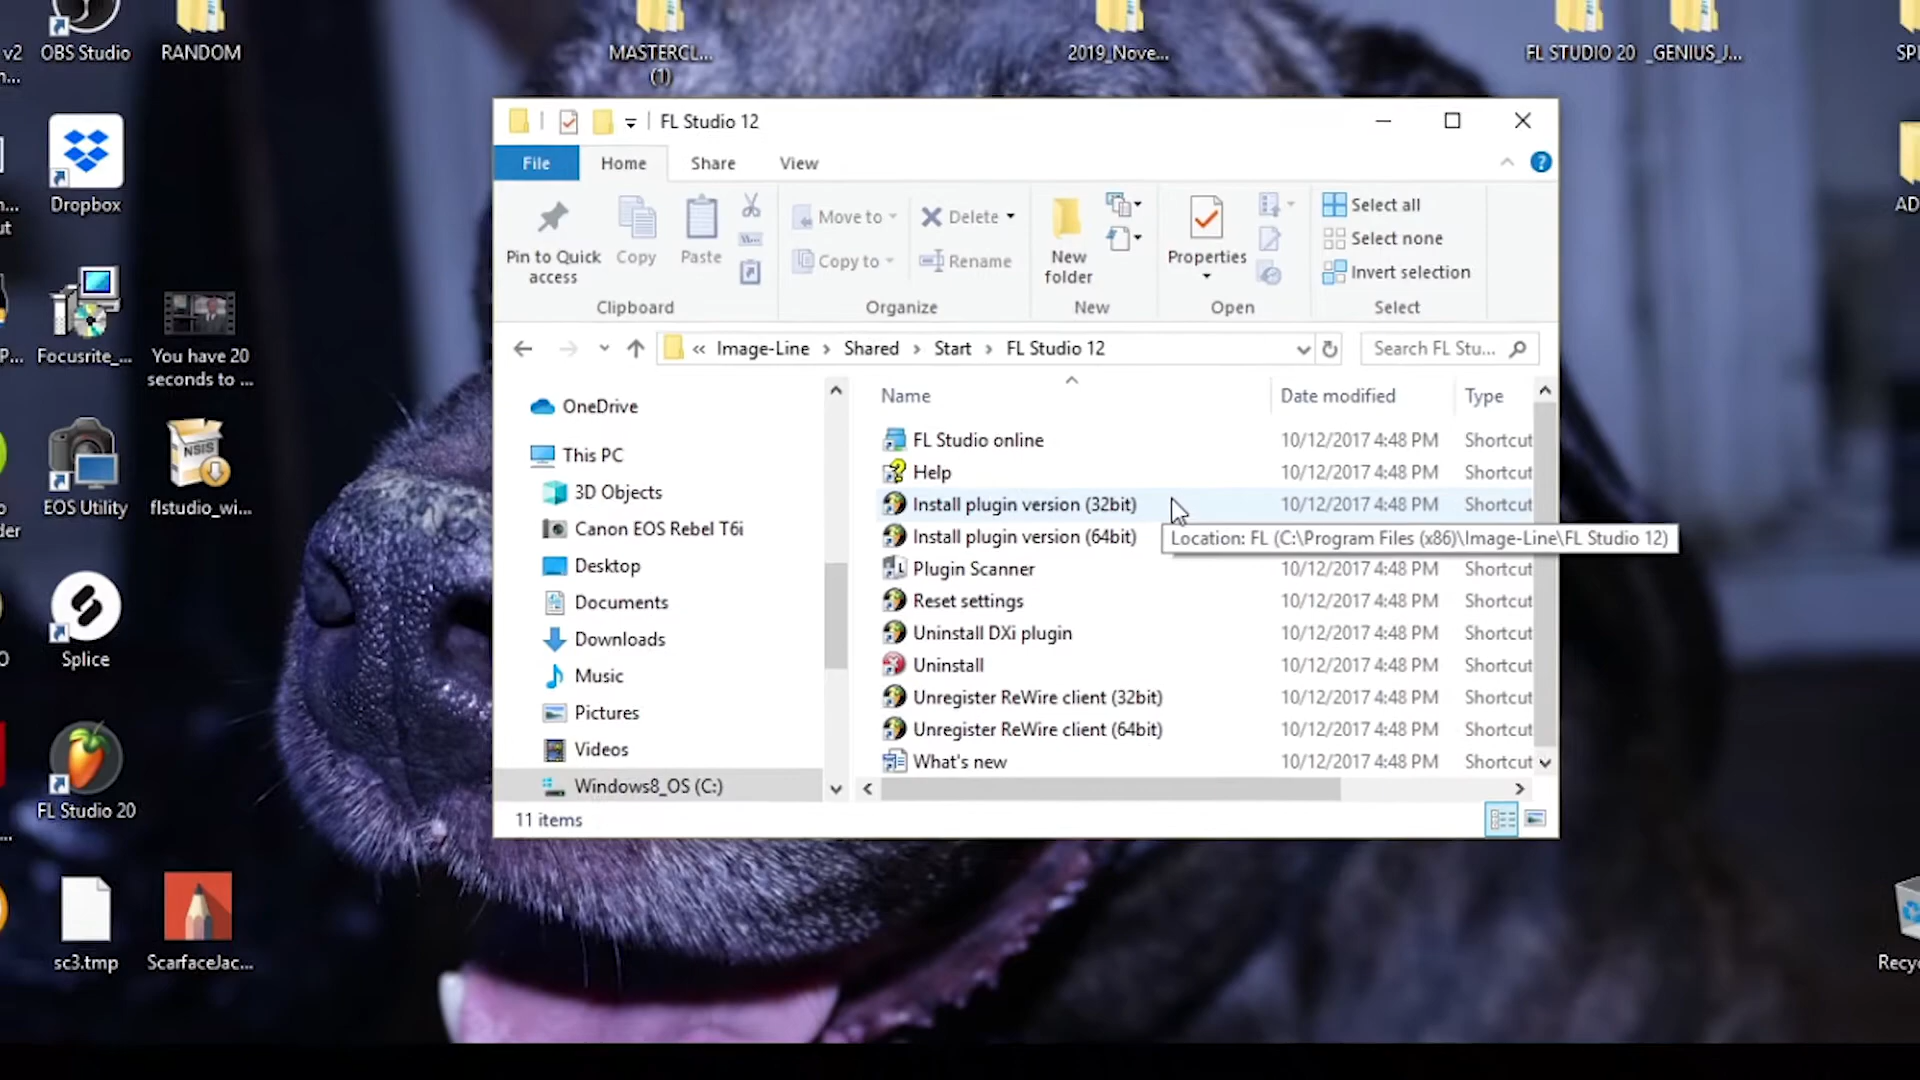 v2
OBS Studio
RANDOM
MASTERCL...
(1)
2019_Nove...
FL STUDIO 20
_GENIUS_J...
Dropbox
Focusrite_...
You have 20
seconds to ...
EOS Utility
NSIS
flstudio_wi...
Splice
FL Studio 20
sc3.tmp
ScarfaceJac...
Recy
FL Studio 12
File
Home
Share
View
Pin to Quick
access
Copy
Paste
Clipboard
Move to
Copy to
Delete
Rename
Organize
New
folder
New
Properties
Open
Select all
Select none
Invert selection
Select
« Image-Line > Shared > Start > FL Studio 12
Search FL Stu...
OneDrive
This PC
3D Objects
Canon EOS Rebel T6i
Desktop
Documents
Downloads
Music
Pictures
Videos
Windows8_OS (C:)
Name Date modified Type
FL Studio online 10/12/2017 4:48 PM Shortcut
Help 10/12/2017 4:48 PM Shortcut
Install plugin version (32bit) 10/12/2017 4:48 PM Shortcut
Install plugin version (64bit)
Location: FL (C:\Program Files (x86)\Image-Line\FL Studio 12)
Plugin Scanner 10/12/2017 4:48 PM Shortcut
Reset settings 10/12/2017 4:48 PM Shortcut
Uninstall DXi plugin 10/12/2017 4:48 PM Shortcut
Uninstall 10/12/2017 4:48 PM Shortcut
Unregister ReWire client (32bit) 10/12/2017 4:48 PM Shortcut
Unregister ReWire client (64bit) 10/12/2017 4:48 PM Shortcut
What's new 10/12/2017 4:48 PM Shortcut
11 items